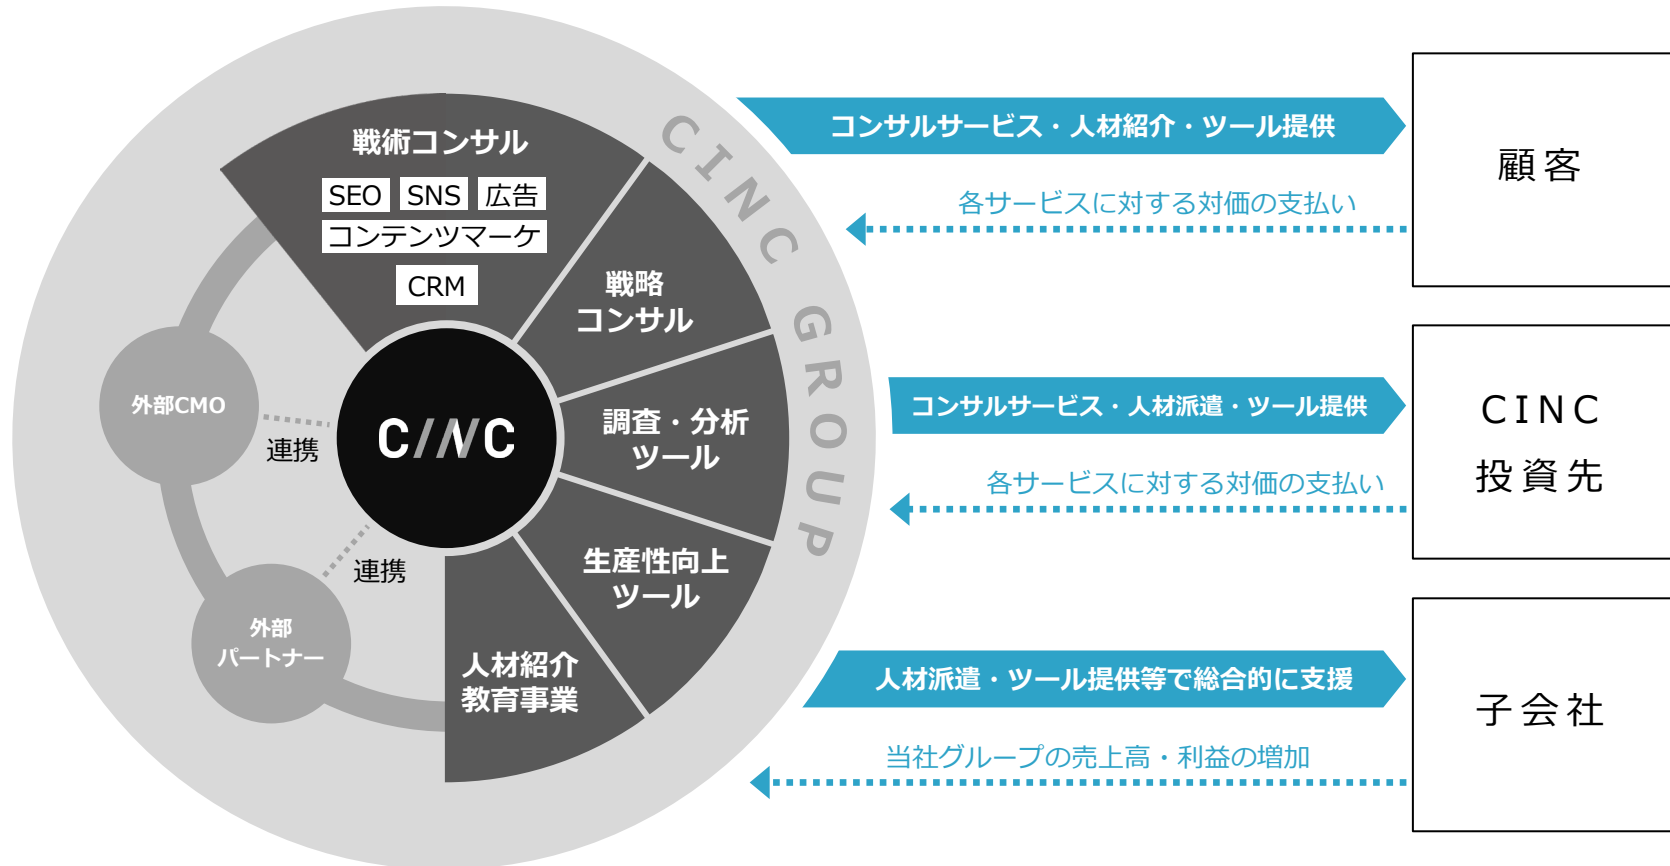 戦術コンサル
SEO SNS 広告
コンテンツマーケ
CRM
戦略
コンサル
調査・分析
ツール
生産性向上
ツール
人材紹介
教育事業
CINC
外部CMO
連携
外部
パートナー
連携
CINC GROUP
コンサルサービス・人材紹介・ツール提供
各サービスに対する対価の支払い
顧客
コンサルサービス・人材派遣・ツール提供
各サービスに対する対価の支払い
CINC
投資先
人材派遣・ツール提供等で総合的に支援
当社グループの売上高・利益の増加
子会社